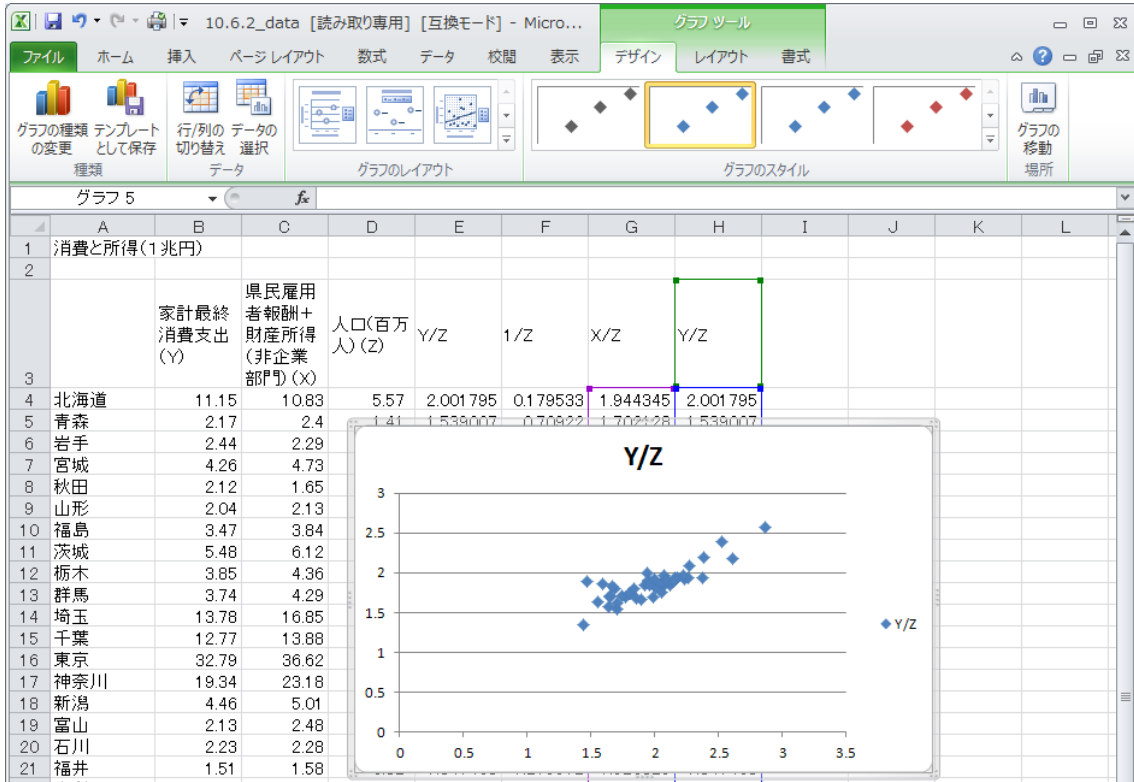 10.6.2_data [読み取り専用] [互換モード] - Micro...
グラフ ツール
ファイル ホーム 挿入 ページ レイアウト 数式 データ 校閲 表示 デザイン レイアウト 書式
グラフの種類の変更 テンプレートとして保存 行/列の切り替え データの選択 グラフの移動
種類 データ グラフのレイアウト グラフのスタイル 場所
グラフ 5 fx
A B C D E F G H I J K L
1 消費と所得(1兆円)
2
3 家計最終消費支出(Y) 県民雇用者報酬+財産所得(非企業部門)(X) 人口(百万人)(Z) Y/Z 1/Z X/Z Y/Z
4 北海道 11.15 10.83 5.57 2.001795 0.179533 1.944345 2.001795
5 青森 2.17 2.4 1.41 1.539007 0.70922 1.702128 1.539007
6 岩手 2.44 2.29
7 宮城 4.26 4.73
8 秋田 2.12 1.65
9 山形 2.04 2.13
10 福島 3.47 3.84
11 茨城 5.48 6.12
12 栃木 3.85 4.36
13 群馬 3.74 4.29
14 埼玉 13.78 16.85
15 千葉 12.77 13.88
16 東京 32.79 36.62
17 神奈川 19.34 23.18
18 新潟 4.46 5.01
19 富山 2.13 2.48
20 石川 2.23 2.28
21 福井 1.51 1.58
Y/Z
3
2.5
2
1.5
1
0.5
0
0 0.5 1 1.5 2 2.5 3 3.5
Y/Z